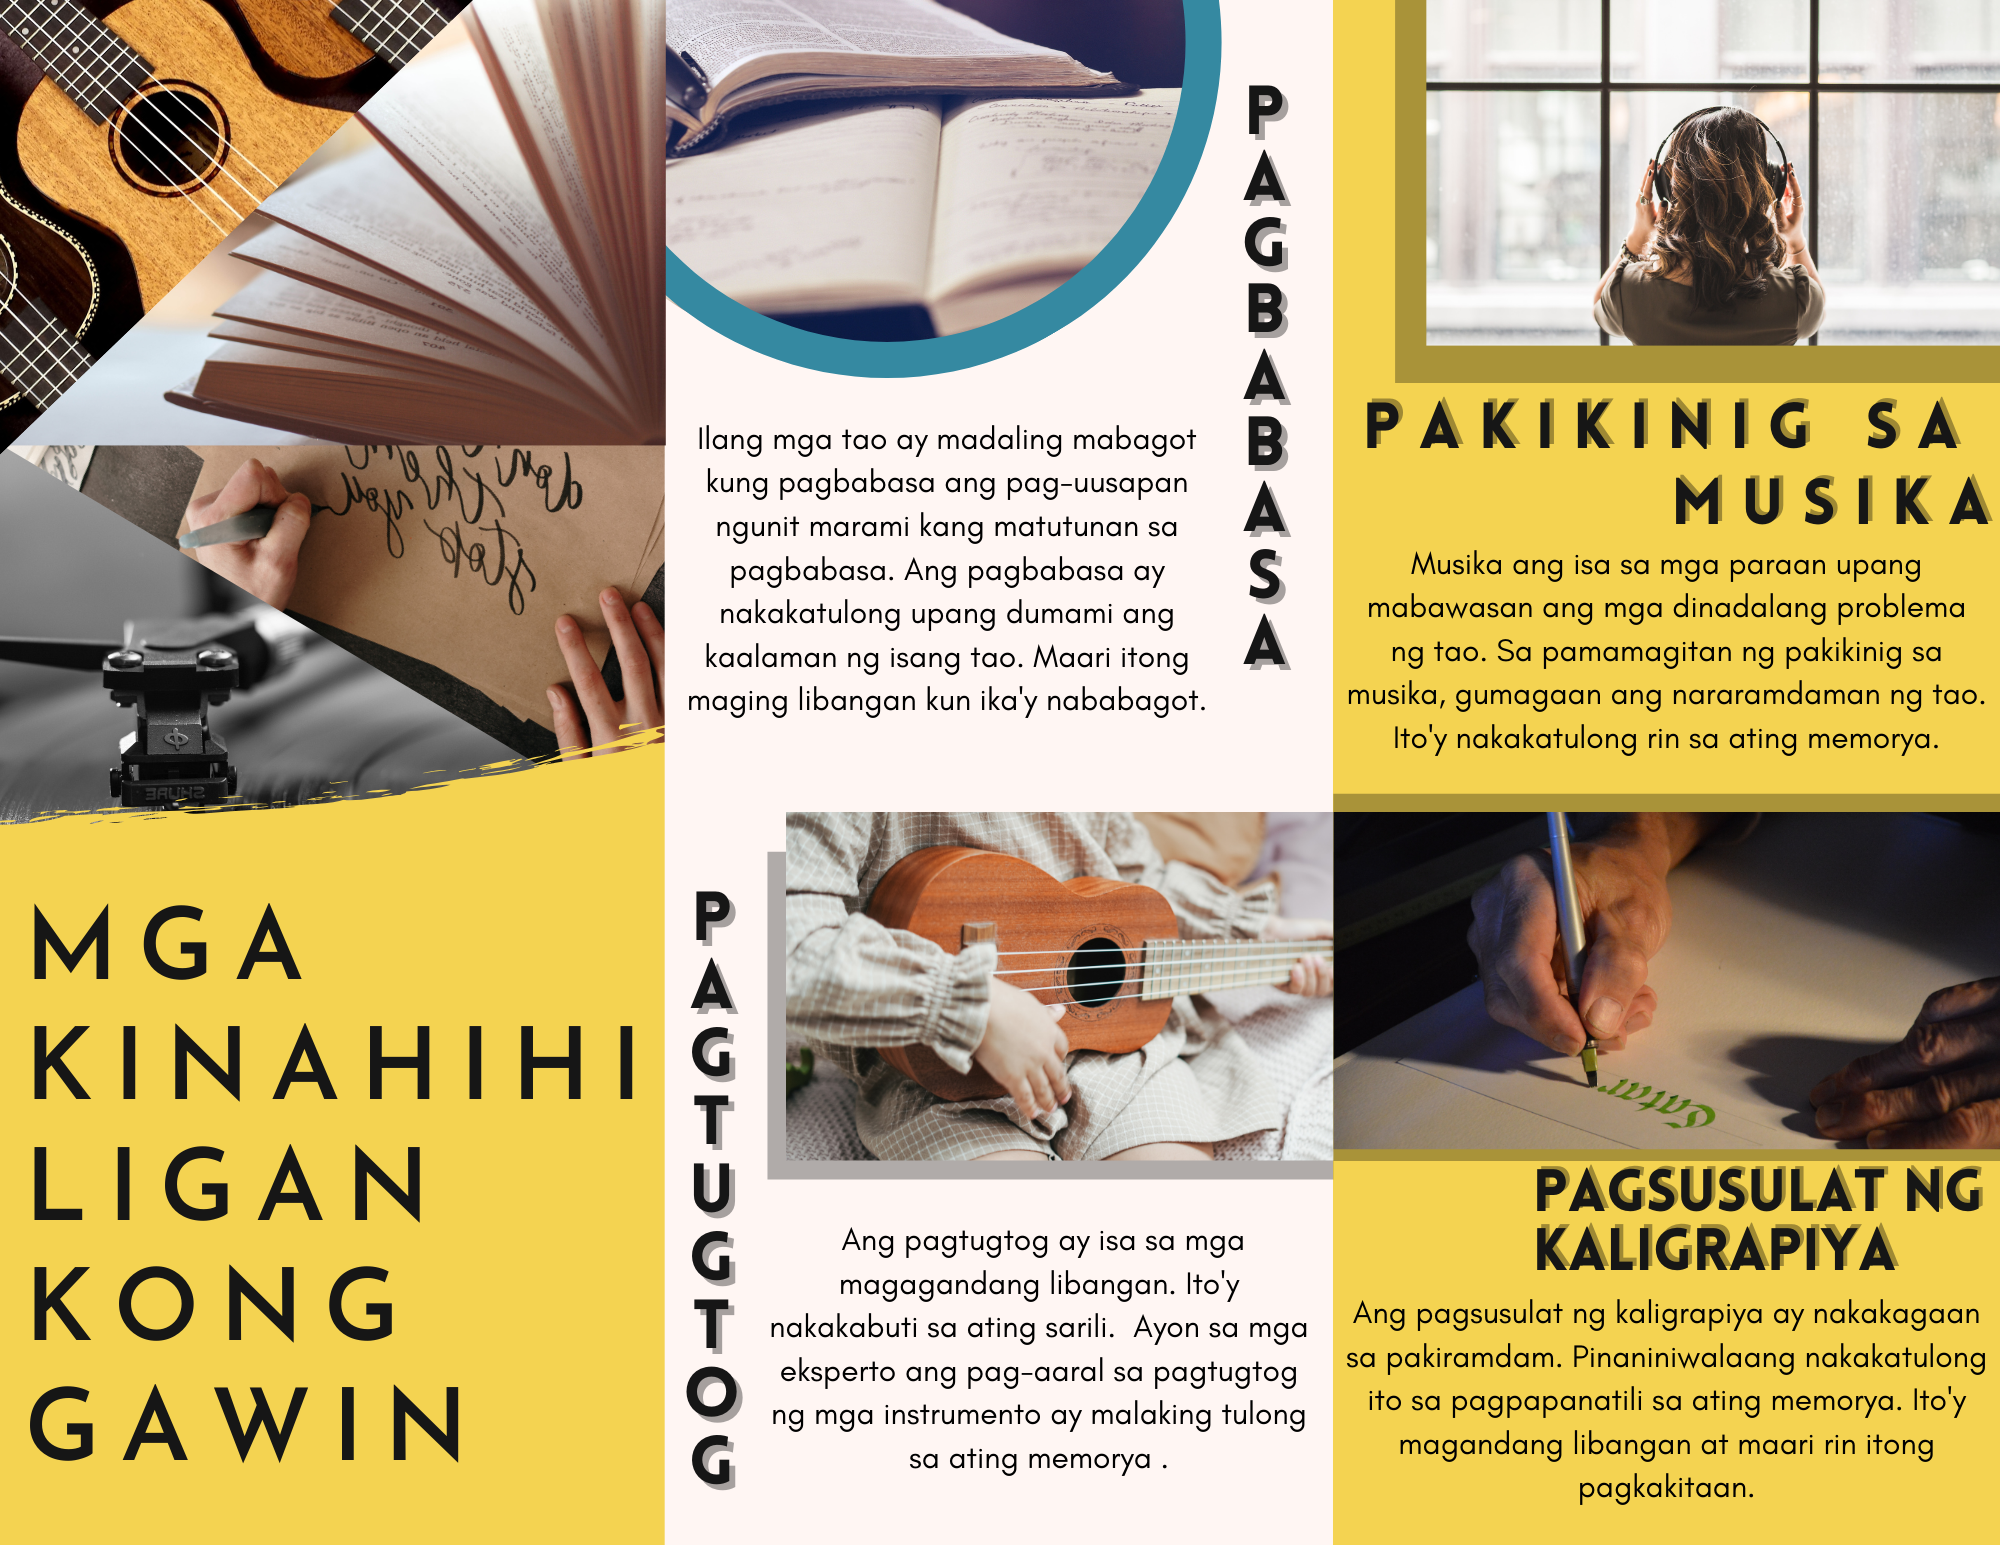 MGA
KINAHIHI
LIGAN
KONG
GAWIN
PAGBABASA
Ilang mga tao ay madaling mabagot
kung pagbabasa ang pag-uusapan
ngunit marami kang matutunan sa
pagbabasa. Ang pagbabasa ay
nakakatulong upang dumami ang
kaalaman ng isang tao. Maari itong
maging libangan kun ika'y nababagot.
PAGTUGTOG
Ang pagtugtog ay isa sa mga
magagandang libangan. Ito'y
nakakabuti sa ating sarili.  Ayon sa mga
eksperto ang pag-aaral sa pagtugtog
ng mga instrumento ay malaking tulong
sa ating memorya .
PAKIKINIG SA
MUSIKA
Musika ang isa sa mga paraan upang
mabawasan ang mga dinadalang problema
ng tao. Sa pamamagitan ng pakikinig sa
musika, gumagaan ang nararamdaman ng tao.
Ito'y nakakatulong rin sa ating memorya.
PAGSUSULAT NG
KALIGRAPIYA
Ang pagsusulat ng kaligrapiya ay nakakagaan
sa pakiramdam. Pinaniniwalaang nakakatulong
ito sa pagpapanatili sa ating memorya. Ito'y
magandang libangan at maari rin itong
pagkakitaan.